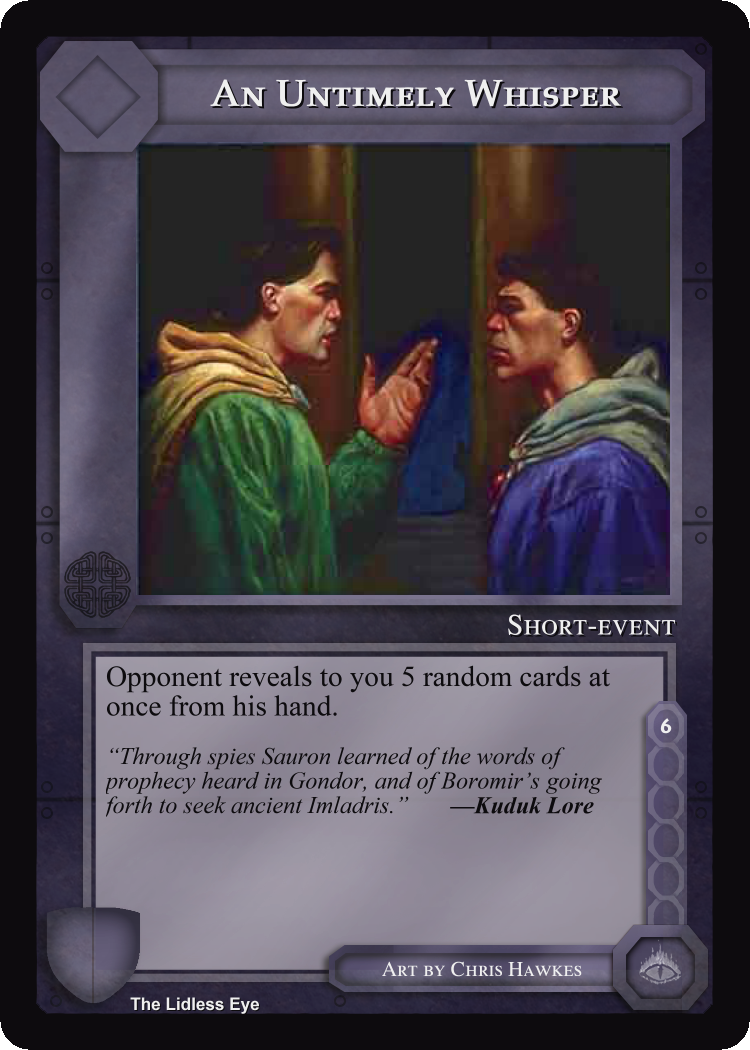 An Untimely Whisper
Short-event
Opponent reveals to you 5 random cards at
once from his hand.
6
“Through spies Sauron learned of the words of
prophecy heard in Gondor, and of Boromir’s going
forth to seek ancient Imladris.” —Kuduk Lore
Art by Chris Hawkes
The Lidless Eye